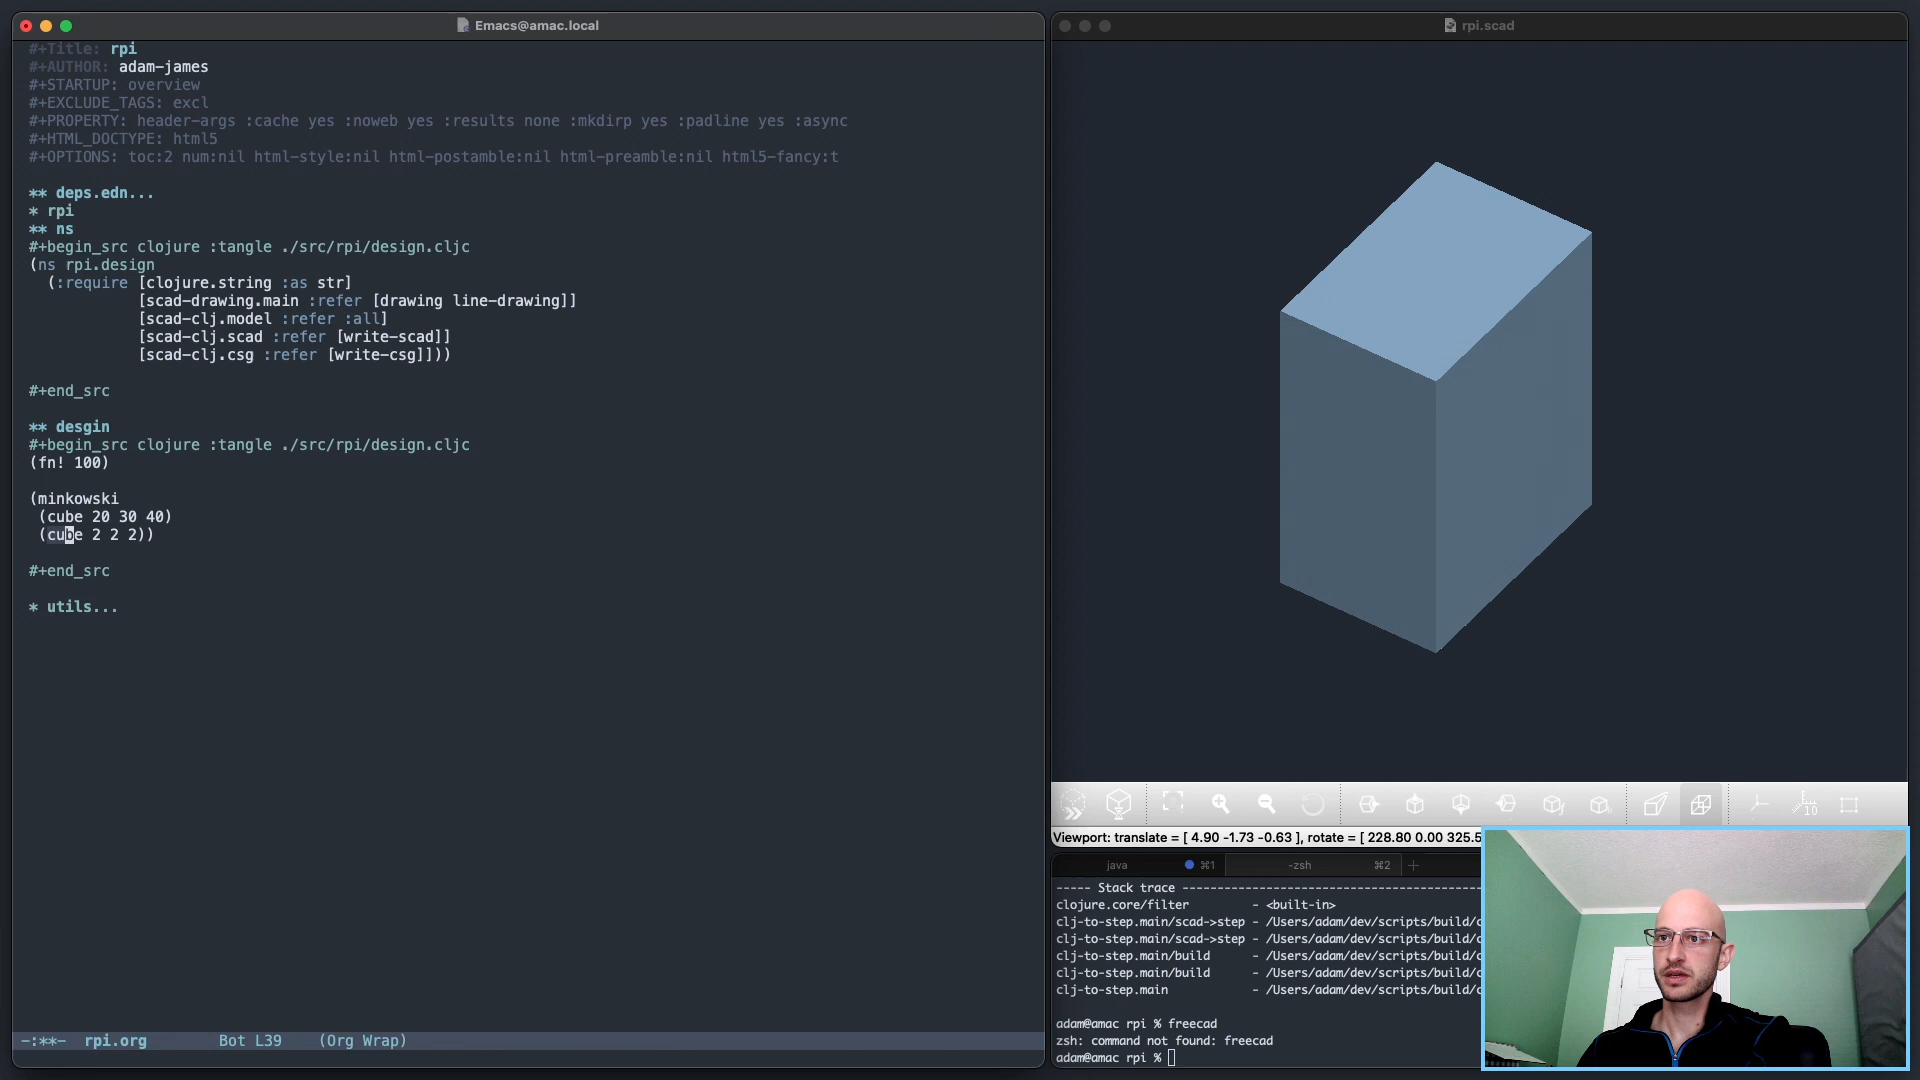 Emacs@amac.local
#+Title: rpi
#+AUTHOR: adam-james
#+STARTUP: overview
#+EXCLUDE_TAGS: excl
#+PROPERTY: header-args :cache yes :noweb yes :results none :mkdirp yes :padline yes :async
#+HTML_DOCTYPE: html5
#+OPTIONS: toc:2 num:nil html-style:nil html-postamble:nil html-preamble:nil html5-fancy:t
** deps.edn...
* rpi
** ns
#+begin_src clojure :tangle ./src/rpi/design.cljc
(ns rpi.design
(:require [clojure.string :as str]
[scad-drawing.main :refer [drawing line-drawing]]
[scad-clj.model :refer :all]
[scad-clj.scad :refer [write-scad]]
[scad-clj.csg :refer [write-csg]]))
#+end_src
** desgin
#+begin_src clojure :tangle ./src/rpi/design.cljc
(fn! 100)
(minkowski
(cube 20 30 40)
(cube 2 2 2))
#+end_src
* utils...
-:**- rpi.org Bot L39 (Org Wrap)
rpi.scad
10
Viewport: translate = [ 4.90 -1.73 -0.63 ], rotate = [ 228.80 0.00 325.5
java ⌘1 -zsh ⌘2 +
----- Stack trace -----------------------------------
clojure.core/filter - <built-in>
clj-to-step.main/scad->step - /Users/adam/dev/scripts/build/c
clj-to-step.main/scad->step - /Users/adam/dev/scripts/build/c
clj-to-step.main/build - /Users/adam/dev/scripts/build/c
clj-to-step.main/build - /Users/adam/dev/scripts/build/c
clj-to-step.main - /Users/adam/dev/scripts/build/c
adam@amac rpi % freecad
zsh: command not found: freecad
adam@amac rpi %